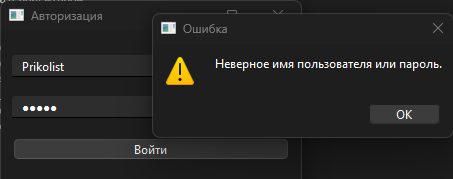 Авторизация
Ошибка
Prikolist
Неверное имя пользователя или пароль.
●●●●●
OK
Войти